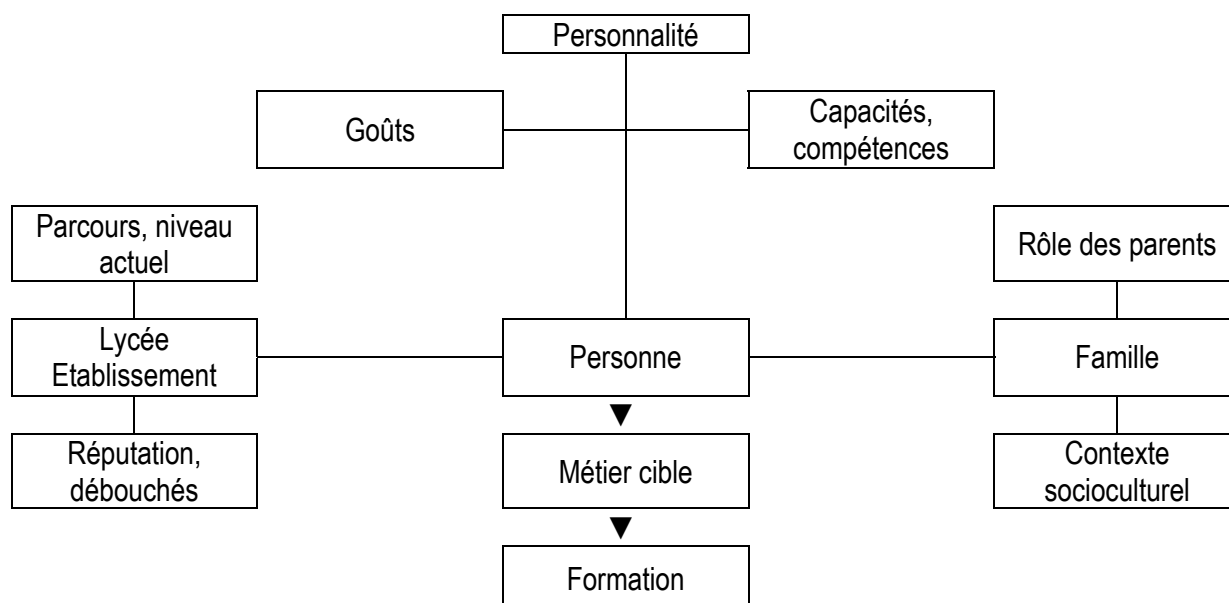 Personnalité
Goûts
Capacités,
compétences
Parcours, niveau
actuel
Rôle des parents
Lycée
Etablissement
Personne
Famille
Réputation,
débouchés
Métier cible
Contexte
socioculturel
Formation